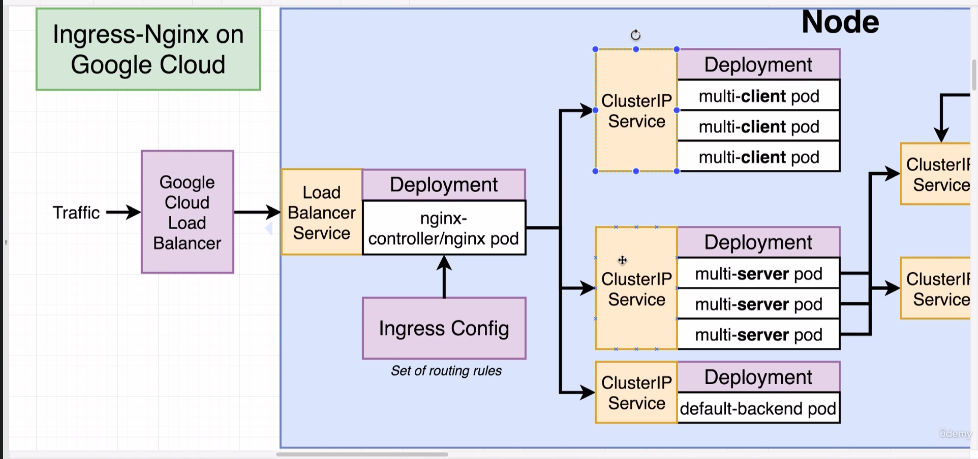 Node
Ingress-Nginx on
Google Cloud
Traffic
Google
Cloud
Load
Balancer
Load
Balancer
Service
Deployment
nginx-
controller/nginx pod
Ingress Config
Set of routing rules
ClusterIP
Service
Deployment
multi-client pod
multi-client pod
multi-client pod
ClusterIP
Service
Deployment
multi-server pod
multi-server pod
multi-server pod
ClusterIP
Service
Deployment
default-backend pod
ClusterIP
Service
ClusterIP
Service